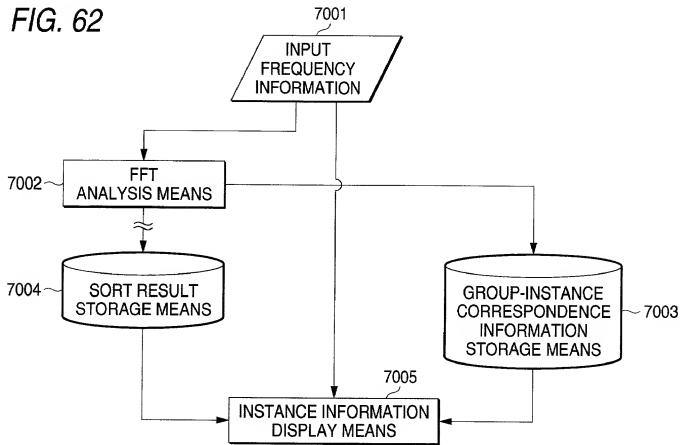 FIG. 62
7001
INPUT
FREQUENCY
INFORMATION
7002
FFT
ANALYSIS MEANS
7004
SORT RESULT
STORAGE MEANS
GROUP-INSTANCE
CORRESPONDENCE
INFORMATION
STORAGE MEANS
7003
7005
INSTANCE INFORMATION
DISPLAY MEANS